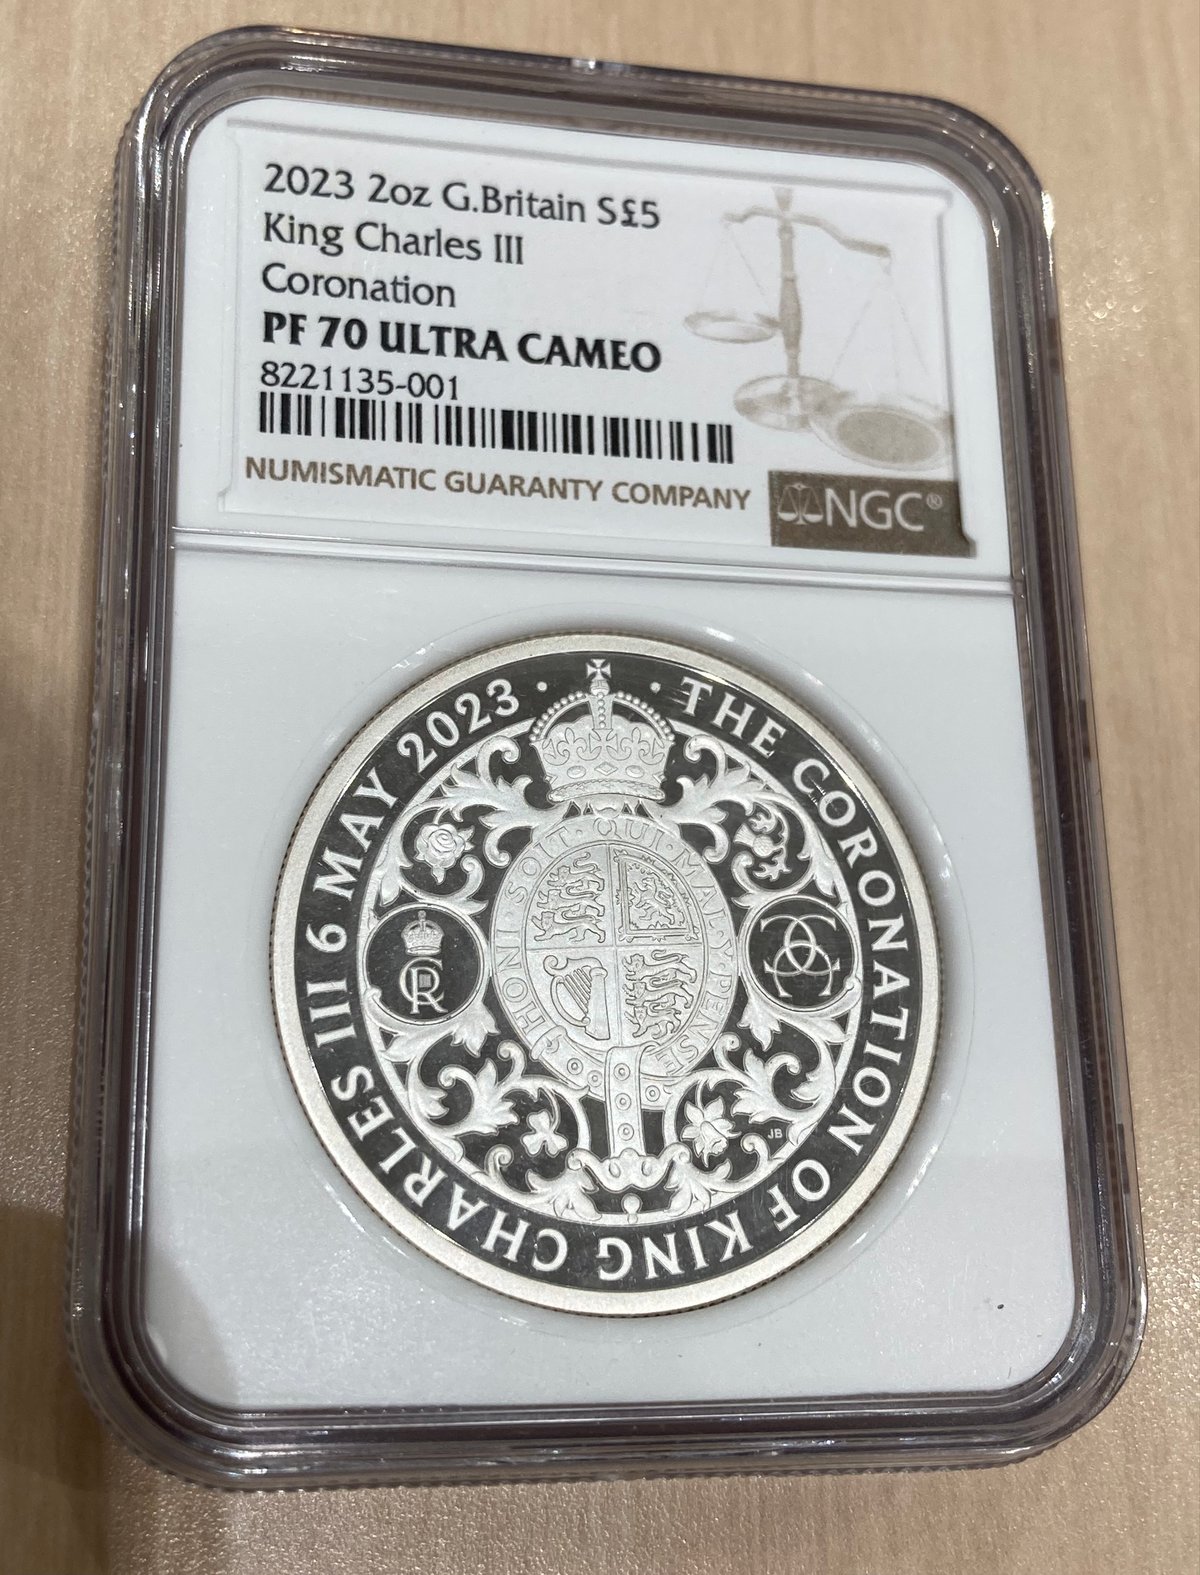 2023 2oz G.Britain S£5
King Charles III
Coronation
PF 70 ULTRA CAMEO
8221135-001
NUMISMATIC GUARANTY COMPANY
NGC®
· THE CORONATION OF KING CHARLES III 6 MAY 2023 ·
HONI · SOIT · QUI · MAL · Y · PENSE
CR
JB